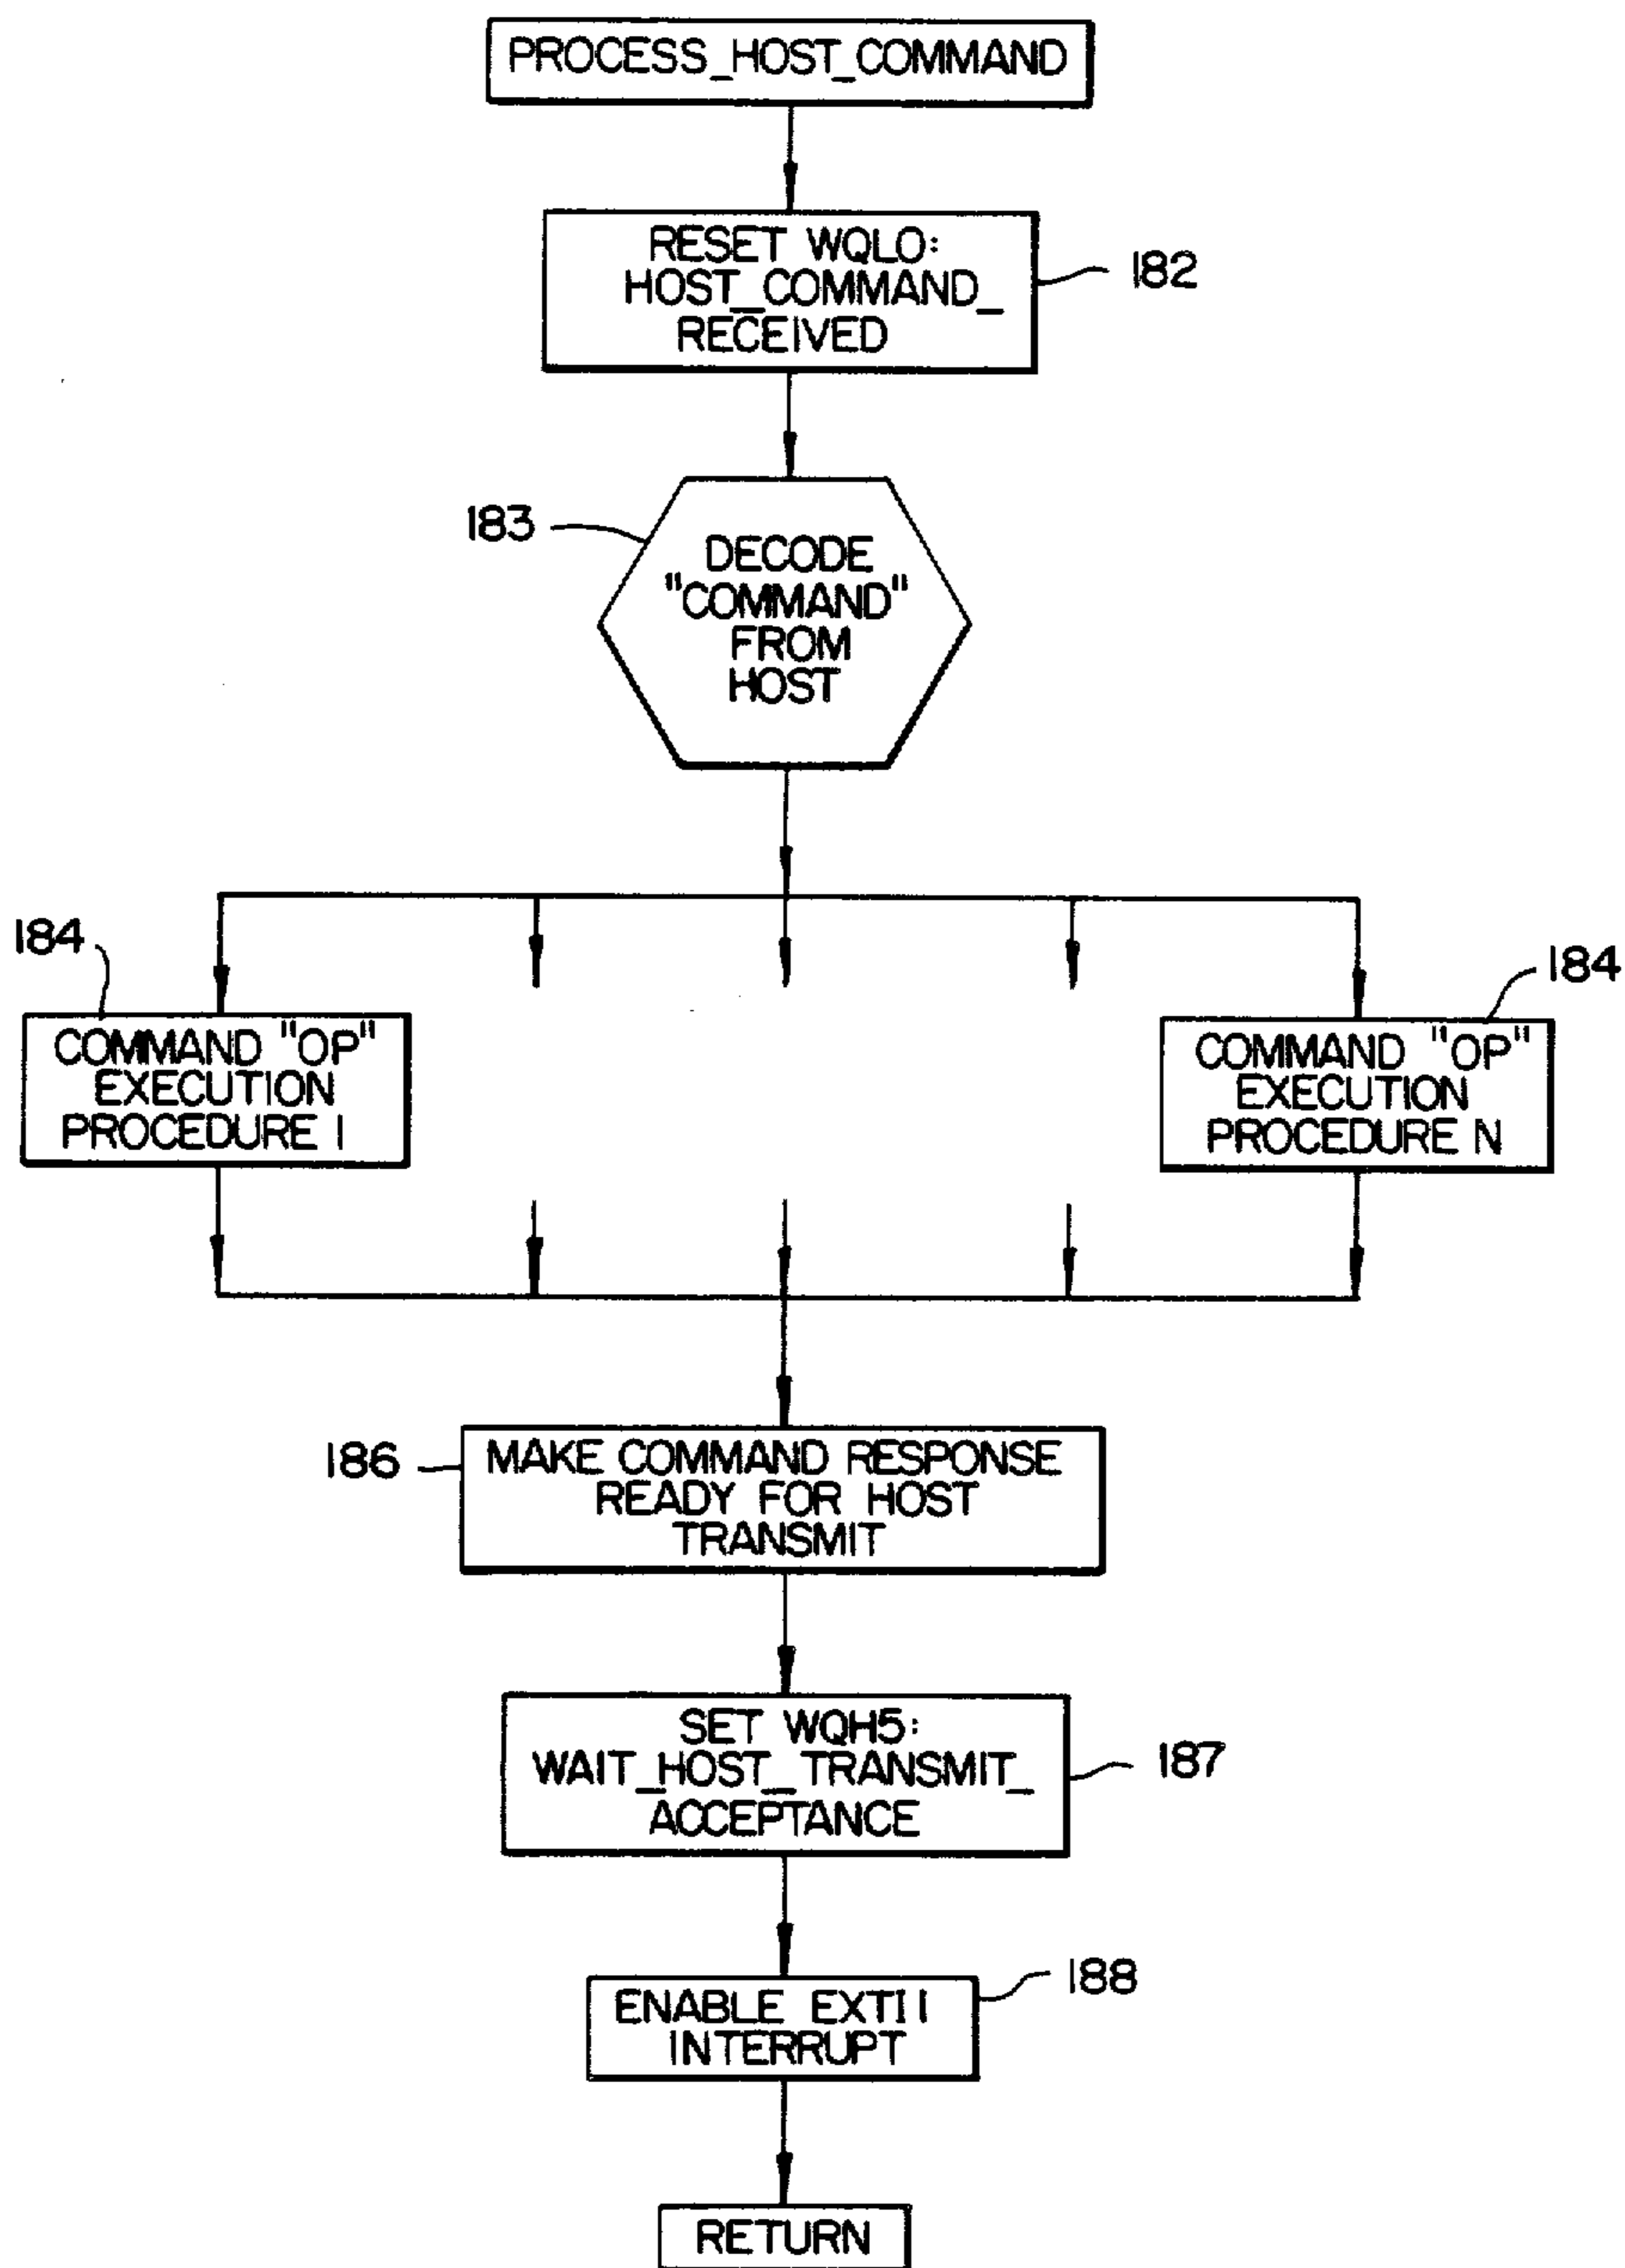 PROCESS_HOST_COMMAND
RESET WQL0:
HOST_COMMAND_
RECEIVED
182
183
DECODE
"COMMAND"
FROM
HOST
184
184
COMMAND "OP"
EXECUTION
PROCEDURE 1
COMMAND "OP"
EXECUTION
PROCEDURE N
186
MAKE COMMAND RESPONSE
READY FOR HOST
TRANSMIT
SET WQH5:
WAIT_HOST_TRANSMIT_
ACCEPTANCE
187
188
ENABLE EXTI1
INTERRUPT
RETURN